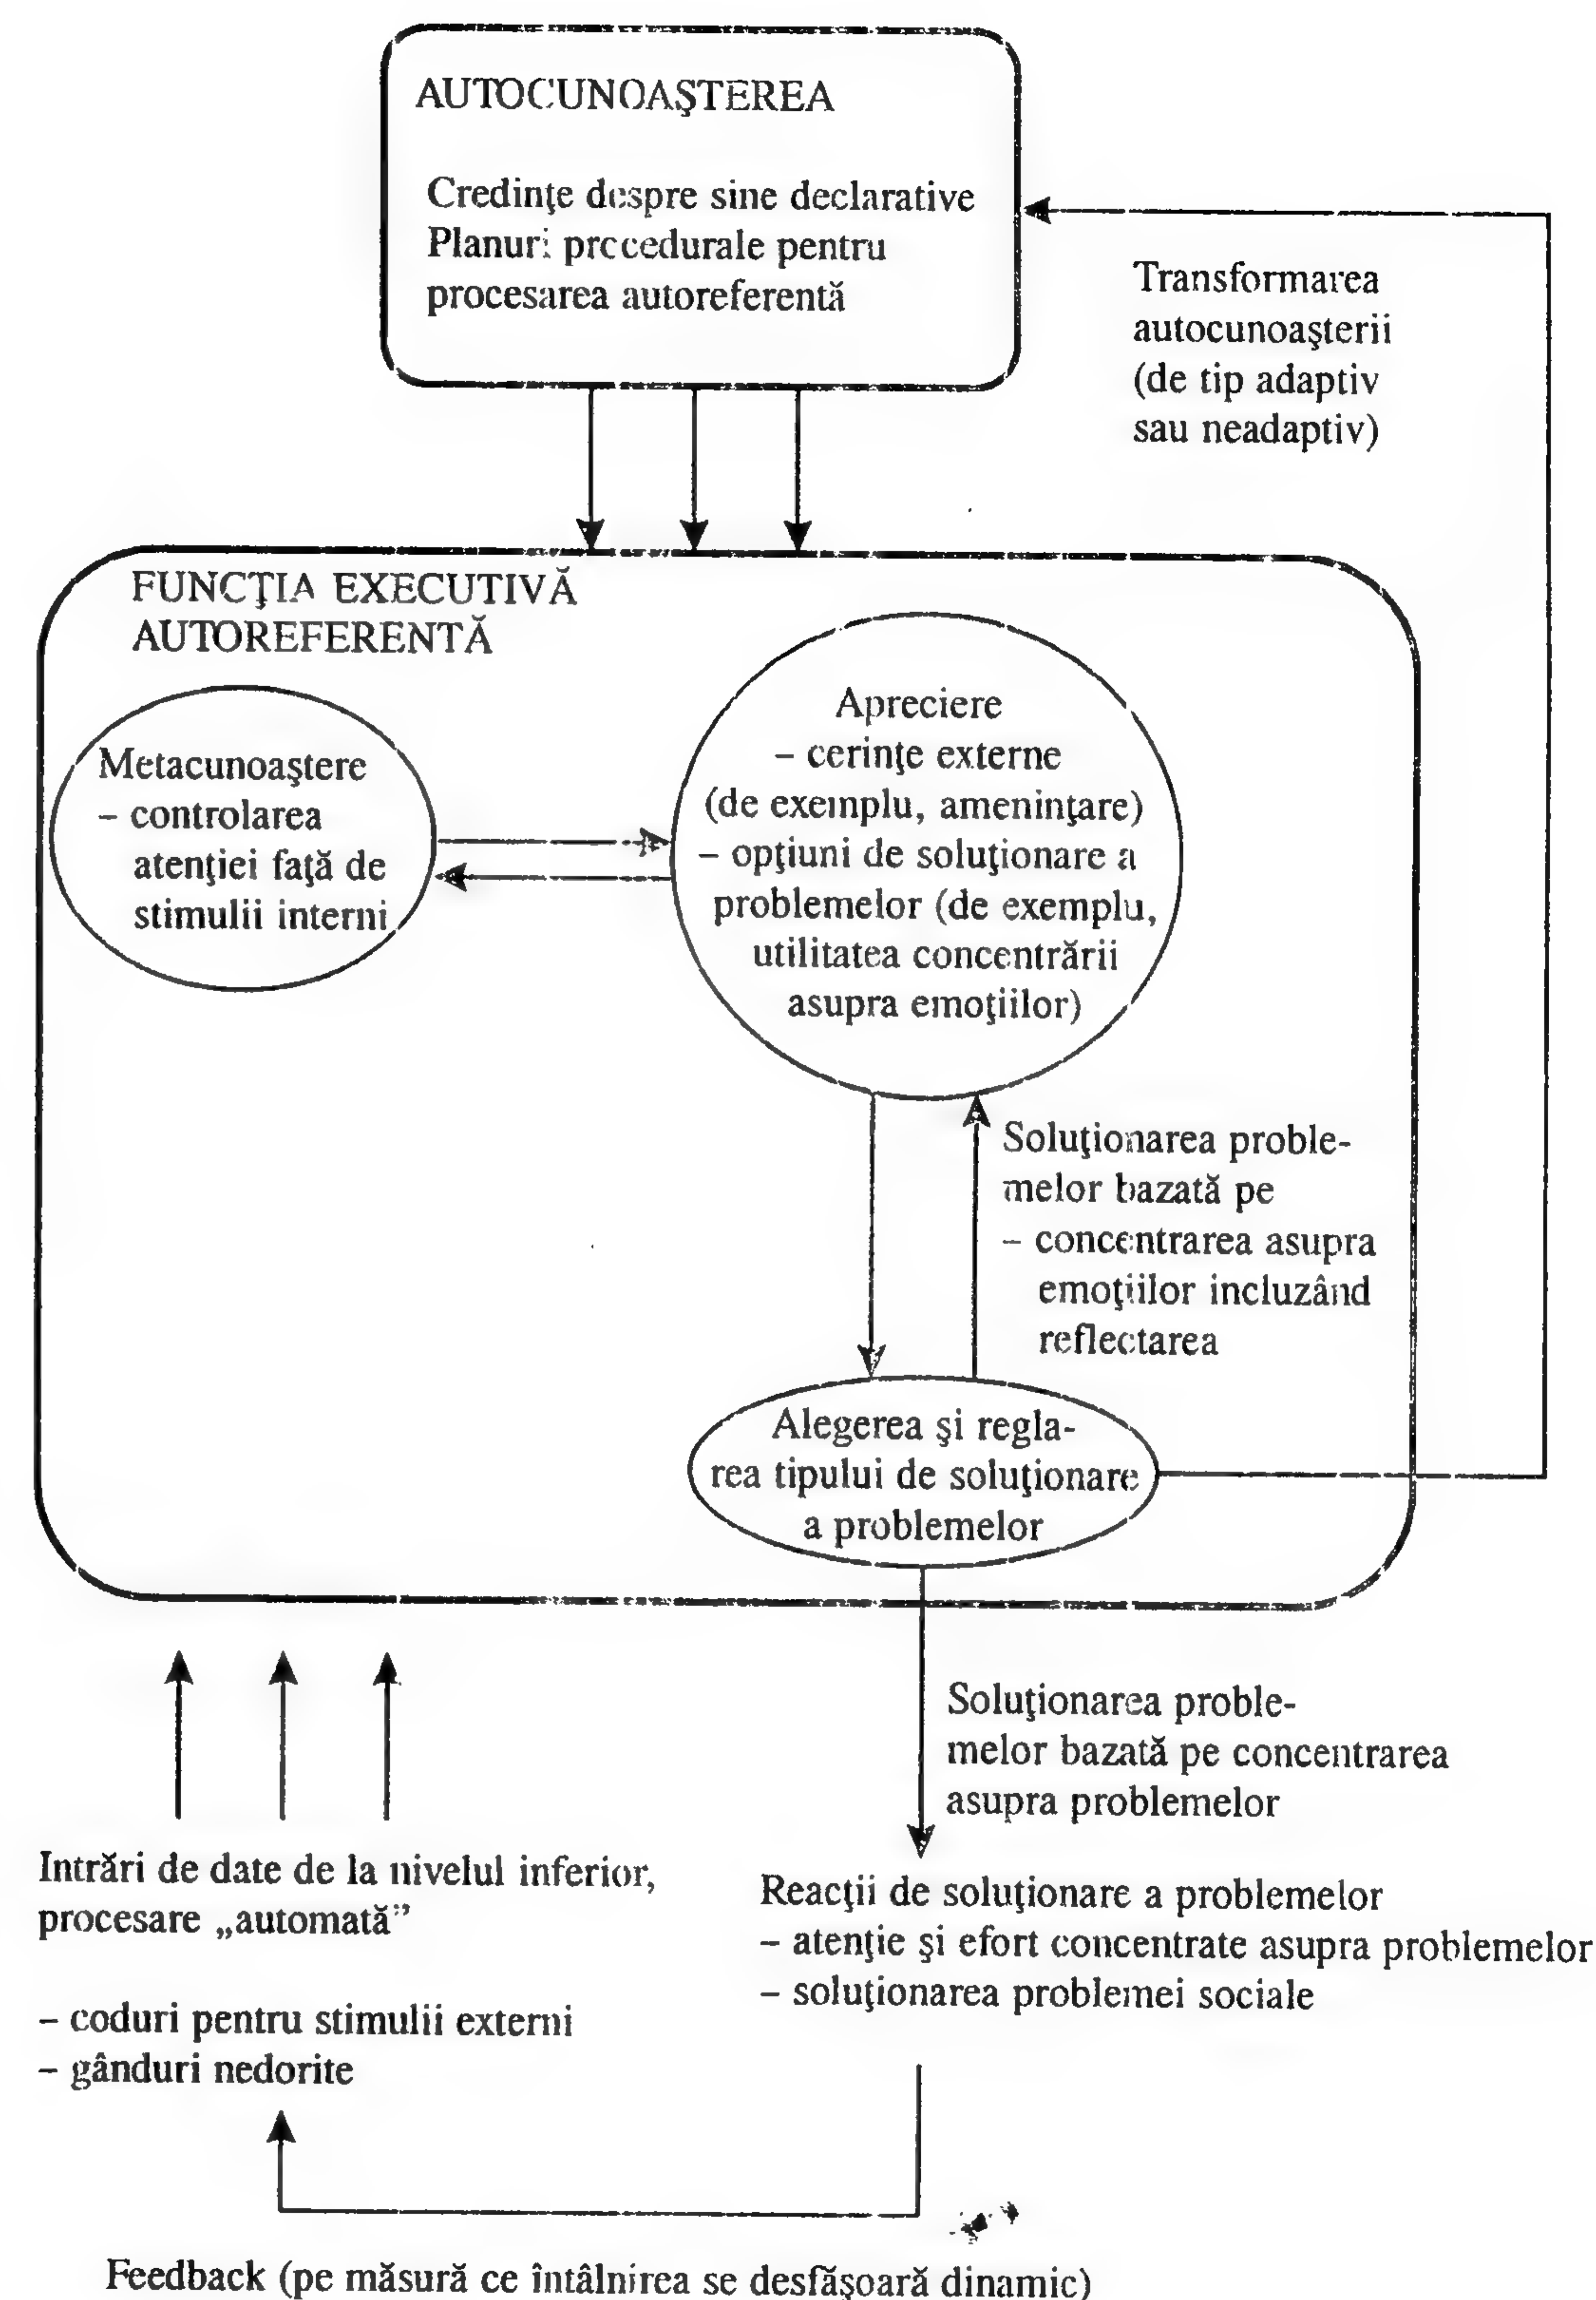 AUTOCUNOAŞTEREA
Credinţe despre sine declarative
Planuri procedurale pentru
procesarea autoreferentă
Transformarea
autocunoaşterii
(de tip adaptiv
sau neadaptiv)
FUNCŢIA EXECUTIVĂ
AUTOREFERENTĂ
Metacunoaştere
– controlarea
atenţiei faţă de
stimulii interni
Apreciere
– cerinţe externe
(de exemplu, ameninţare)
– opţiuni de soluţionare a
problemelor (de exemplu,
utilitatea concentrării
asupra emoţiilor)
Soluţionarea proble-
melor bazată pe
– concentrarea asupra
emoţiilor incluzând
reflectarea
Alegerea şi regla-
rea tipului de soluţionare
a problemelor
Soluţionarea proble-
melor bazată pe concentrarea
asupra problemelor
Intrări de date de la nivelul inferior,
procesare „automată”
– coduri pentru stimulii externi
– gânduri nedorite
Reacţii de soluţionare a problemelor
– atenţie şi efort concentrate asupra problemelor
– soluţionarea problemei sociale
Feedback (pe măsură ce întâlnirea se desfăşoară dinamic)